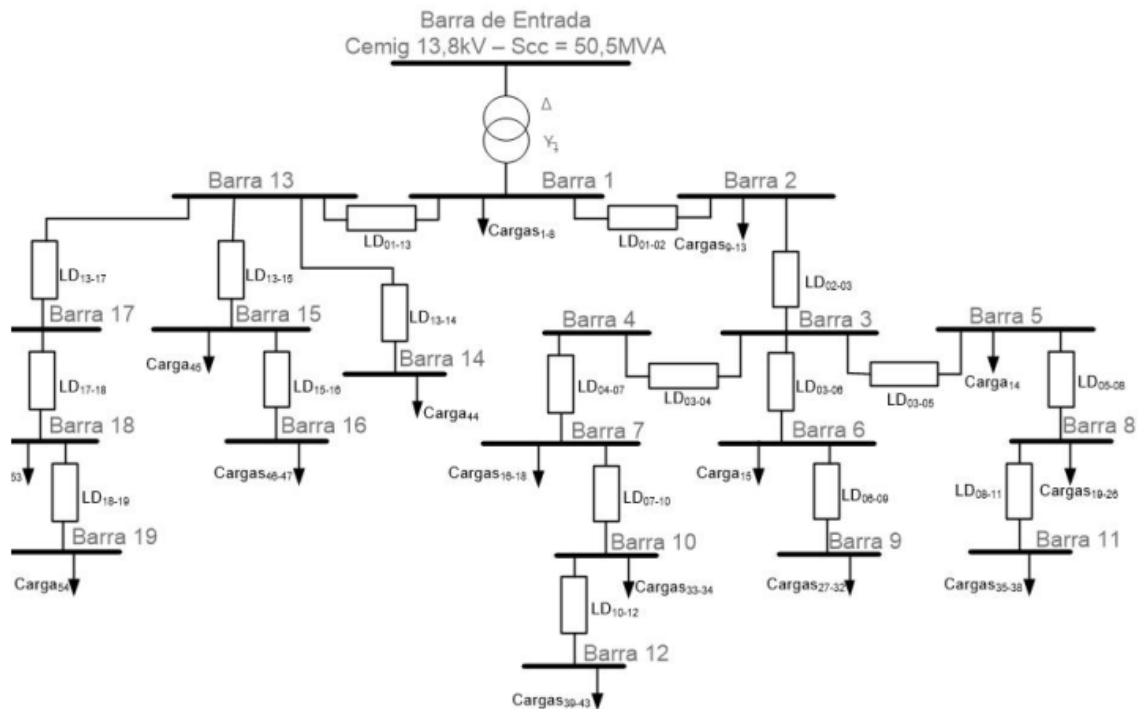 Barra de Entrada
Cemig 13,8kV – Scc = 50,5MVA
Δ
Y
Barra 13
Barra 1
Barra 2
LD01-13
Cargas1-8
LD01-02
Cargas9-13
LD13-17
LD13-15
LD02-03
Barra 17
Barra 15
LD13-14
Barra 4
Barra 3
Barra 5
Carga45
Barra 14
LD17-18
LD15-16
LD04-07
LD03-04
LD03-06
LD03-05
Carga14
LD05-08
Carga44
Barra 18
Barra 16
Barra 7
Barra 6
Barra 8
53
Cargas46-47
Cargas16-18
Carga15
LD18-19
LD07-10
LD06-09
LD08-11
Cargas19-26
Barra 19
Barra 10
Barra 9
Barra 11
Carga54
Cargas33-34
Cargas27-32
Cargas35-38
LD10-12
Barra 12
Cargas39-43